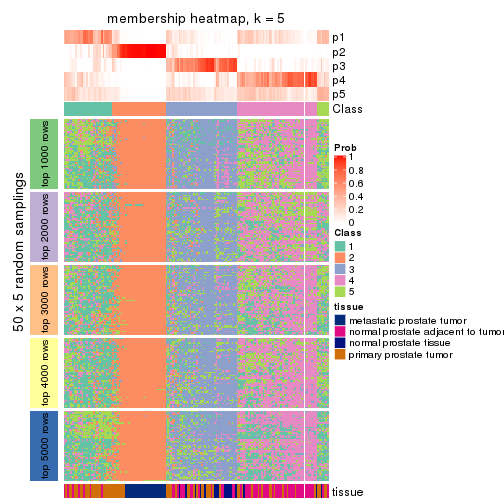 membership heatmap, k = 5
p1
p2
p3
p4
p5
Class
50 x 5 random samplings
top 1000 rows
top 2000 rows
top 3000 rows
top 4000 rows
top 5000 rows
Prob
1
0.8
0.6
0.4
0.2
0
Class
1
2
3
4
5
tissue
metastatic prostate tumor
normal prostate adjacent to tumor
normal prostate tissue
primary prostate tumor
tissue